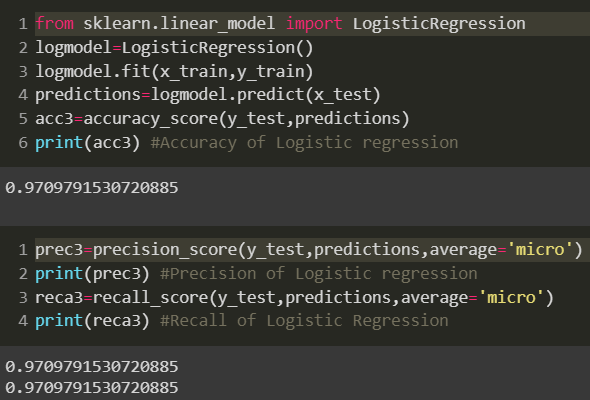 1 from sklearn.linear_model import LogisticRegression
2 logmodel=LogisticRegression()
3 logmodel.fit(x_train,y_train)
4 predictions=logmodel.predict(x_test)
5 acc3=accuracy_score(y_test,predictions)
6 print(acc3) #Accuracy of Logistic regression
0.9709791530720885
1 prec3=precision_score(y_test,predictions,average='micro')
2 print(prec3) #Precision of Logistic regression
3 reca3=recall_score(y_test,predictions,average='micro')
4 print(reca3) #Recall of Logistic Regression
0.9709791530720885
0.9709791530720885